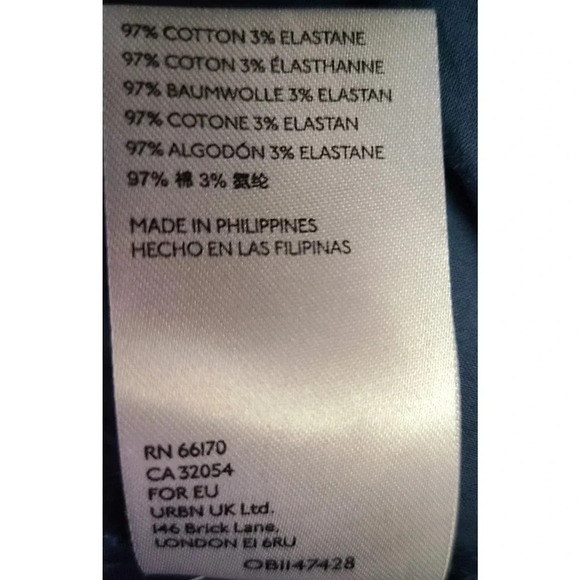 97% COTTON 3% ELASTANE
97% COTON 3% ÉLASTHANNE
97% BAUMWOLLE 3% ELASTAN
97% COTONE 3% ELASTAN
97% ALGODÓN 3% ELASTANE
97% 棉 3% 氨纶
MADE IN PHILIPPINES
HECHO EN LAS FILIPINAS
RN 66170
CA 32054
FOR EU
URBN UK Ltd.
146 Brick Lane,
LONDON E1 6RU
OB1147428